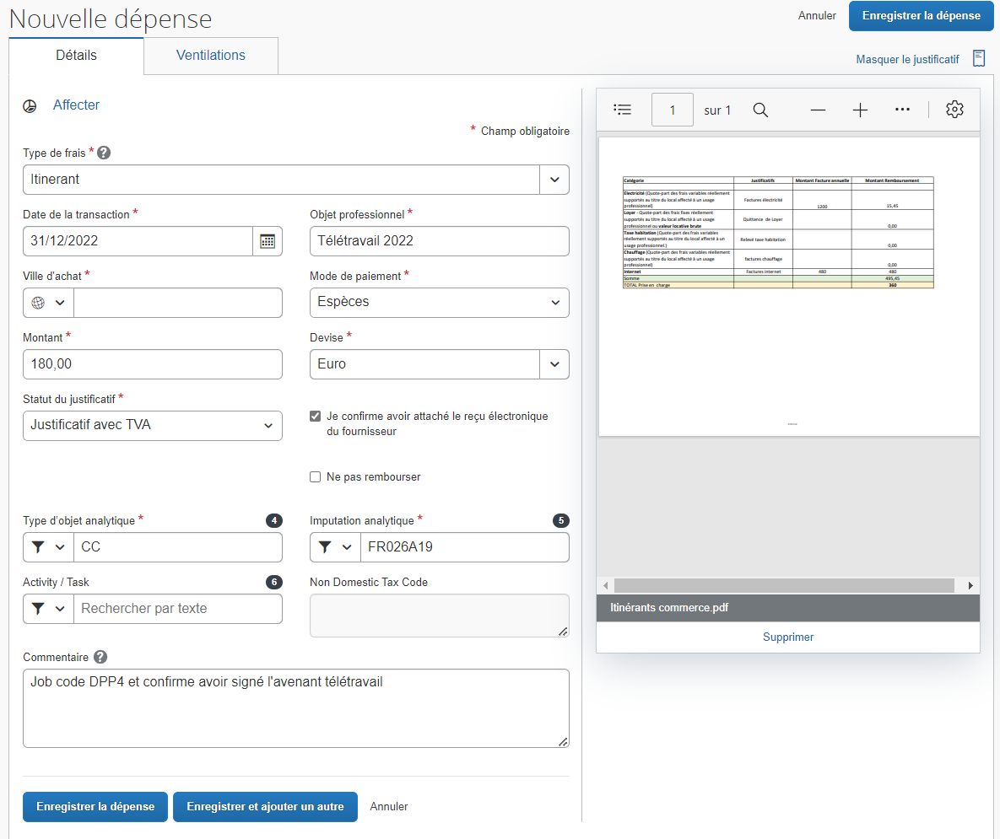 Nouvelle dépense
Annuler
Enregistrer la dépense
Détails
Ventilations
Masquer le justificatif
Affecter
* Champ obligatoire
Type de frais * ?
Itinerant
Date de la transaction *
Objet professionnel *
31/12/2022
Télétravail 2022
Ville d'achat *
Mode de paiement *
Espèces
Montant *
Devise *
180,00
Euro
Statut du justificatif *
Justificatif avec TVA
Je confirme avoir attaché le reçu électronique
du fournisseur
Ne pas rembourser
Type d'objet analytique * 4
Imputation analytique * 5
CC
FR026A19
Activity / Task 6
Non Domestic Tax Code
Rechercher par texte
Commentaire ?
Job code DPP4 et confirme avoir signé l'avenant télétravail
Enregistrer la dépense
Enregistrer et ajouter un autre
Annuler
1 sur 1
Catégorie Justificatifs Montant Facture annuelle Montant Remboursement
Electricité (Quote-part des frais variables réellement
supportés au titre du local affecté à un usage
professionnel)
Factures électricité
1200
15,45
Loyer - Quote-part des frais fixes réellement
supportés au titre du local affecté à un usage
professionnel ou valeur locative brute
Quittance de Loyer
0,00
Taxe habitation (Quote-part des frais variables
réellement supportés au titre du local affecté à un
usage professionnel.)
Relevé taxe habitation
0,00
Chauffage (Quote-part des frais variables réellement
supportés au titre du local affecté à un usage
professionnel)
factures chauffage
0,00
Internet Factures internet 480 480
Somme 495,45
TOTAL Prise en charge 360
Itinérants commerce.pdf
Supprimer